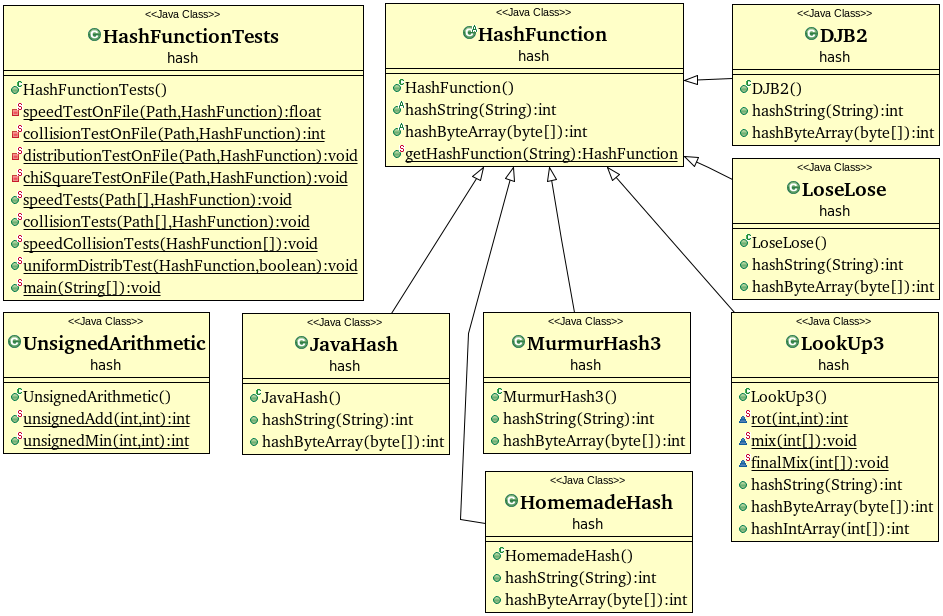 <<Java Class>>
HashFunctionTests
hash
HashFunctionTests()
speedTestOnFile(Path,HashFunction):float
collisionTestOnFile(Path,HashFunction):int
distributionTestOnFile(Path,HashFunction):void
chiSquareTestOnFile(Path,HashFunction):void
speedTests(Path[],HashFunction):void
collisionTests(Path[],HashFunction):void
speedCollisionTests(HashFunction[]):void
uniformDistribTest(HashFunction,boolean):void
main(String[]):void
<<Java Class>>
HashFunction
hash
HashFunction()
hashString(String):int
hashByteArray(byte[]):int
getHashFunction(String):HashFunction
<<Java Class>>
DJB2
hash
DJB2()
hashString(String):int
hashByteArray(byte[]):int
<<Java Class>>
LoseLose
hash
LoseLose()
hashString(String):int
hashByteArray(byte[]):int
<<Java Class>>
UnsignedArithmetic
hash
UnsignedArithmetic()
unsignedAdd(int,int):int
unsignedMin(int,int):int
<<Java Class>>
JavaHash
hash
JavaHash()
hashString(String):int
hashByteArray(byte[]):int
<<Java Class>>
MurmurHash3
hash
MurmurHash3()
hashString(String):int
hashByteArray(byte[]):int
<<Java Class>>
LookUp3
hash
LookUp3()
rot(int,int):int
mix(int[]):void
finalMix(int[]):void
hashString(String):int
hashByteArray(byte[]):int
hashIntArray(int[]):int
<<Java Class>>
HomemadeHash
hash
HomemadeHash()
hashString(String):int
hashByteArray(byte[]):int